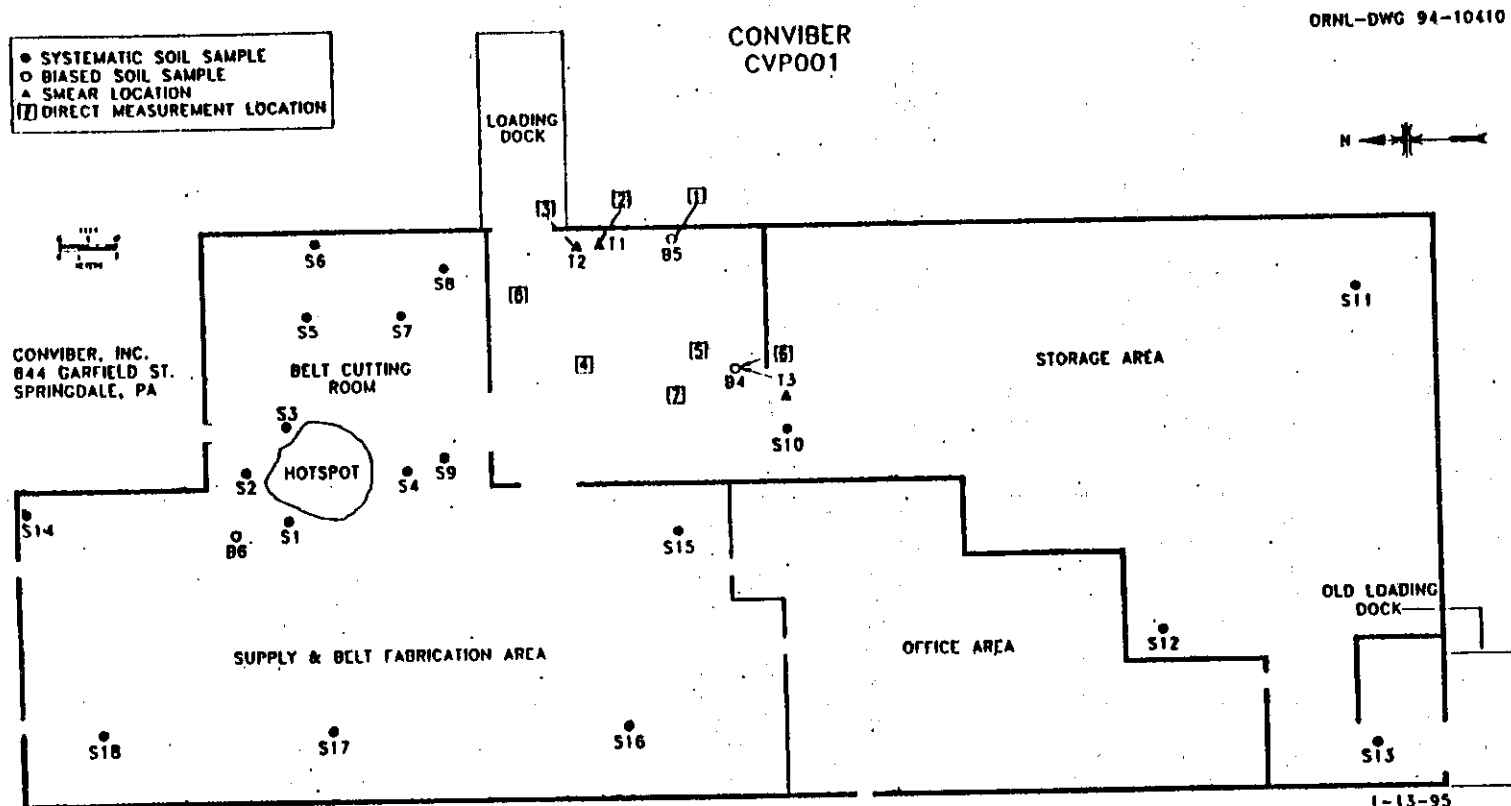 ORNL-DWG 94-10410
CONVIBER
CVP001
SYSTEMATIC SOIL SAMPLE
BIASED SOIL SAMPLE
SMEAR LOCATION
[7] DIRECT MEASUREMENT LOCATION
LOADING
DOCK
N
[3]
[2]
[1]
S6
T2
T1
B5
S8
[8]
S11
S5
S7
CONVIBER, INC.
644 GARFIELD ST.
SPRINGDALE, PA
BELT CUTTING
ROOM
[4]
[5]
[6]
B4
T3
STORAGE AREA
[7]
S3
S10
HOTSPOT
S2
S4
S9
S14
S1
B6
S15
OLD LOADING
DOCK
SUPPLY & BELT FABRICATION AREA
OFFICE AREA
S12
S18
S17
S16
S13
1-13-95